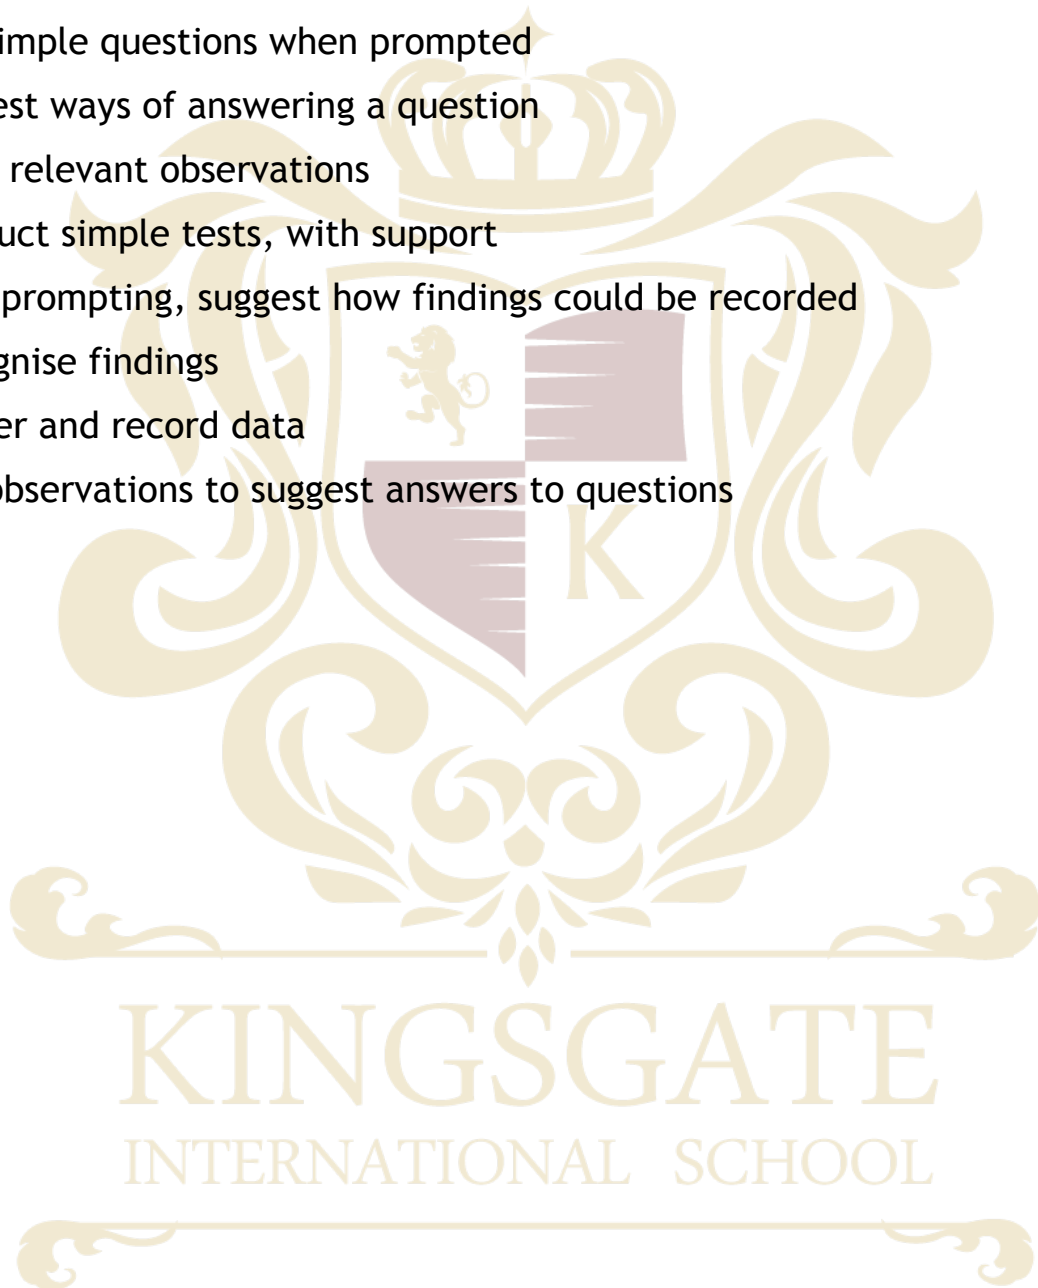 imple questions when prompted
est ways of answering a question
relevant observations
uct simple tests, with support
prompting, suggest how findings could be recorded
gnise findings
er and record data
observations to suggest answers to questions
K
KINGSGATE
INTERNATIONAL SCHOOL